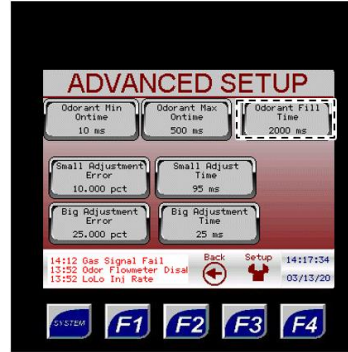 ADVANCED SETUP
Odorant Min
Ontime
10 ms
Odorant Max
Ontime
500 ms
Odorant Fill
Time
2000 ms
Small Adjustment
Error
10.000 pct
Small Adjust
Time
95 ms
Big Adjustment
Error
25.000 pct
Big Adjustment
Time
25 ms
14:12 Gas Signal Fail
13:52 Odor Flowmeter Disa
13:52 LoLo Inj Rate
Back
Setup
14:17:34
03/13/20
SYSTEM
F1
F2
F3
F4